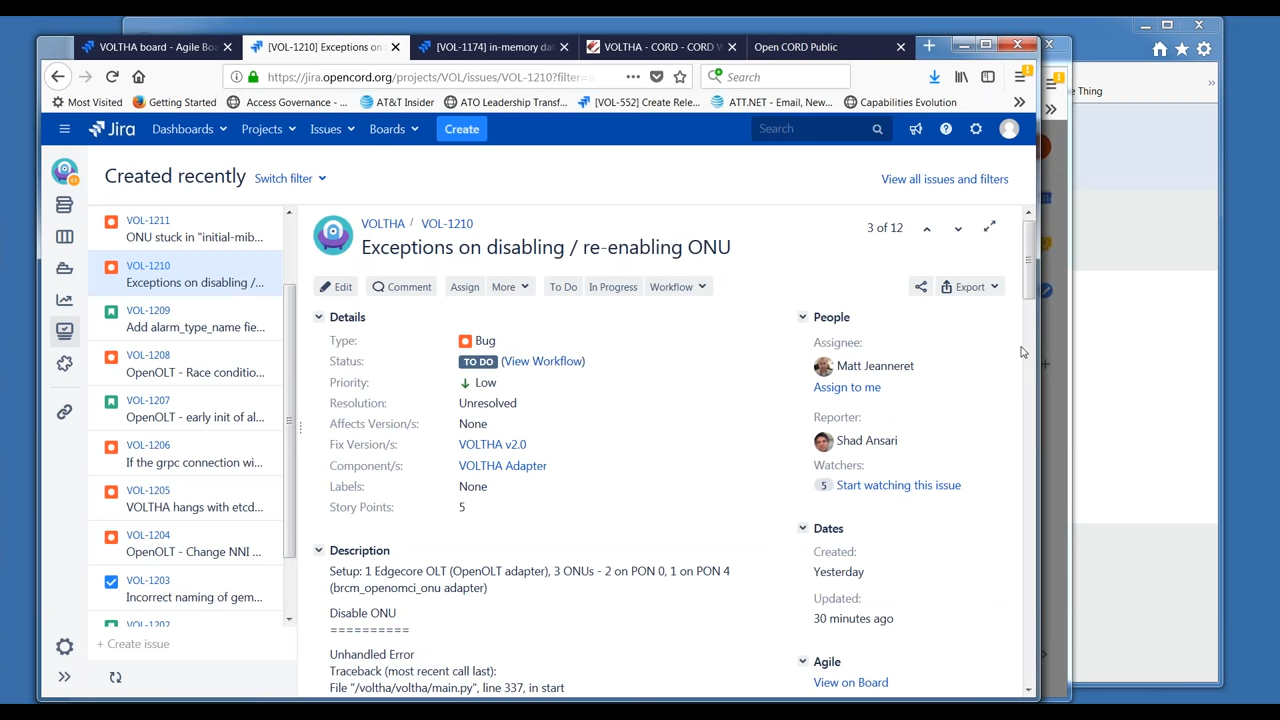 VOLTHA board - Agile Boa
[VOL-1210] Exceptions on
[VOL-1174] in-memory dat
VOLTHA - CORD - CORD W
Open CORD Public
https://jira.opencord.org/projects/VOL/issues/VOL-1210?filter=a
Search
Most Visited
Getting Started
Access Governance - ...
AT&T Insider
ATO Leadership Transf...
[VOL-552] Create Rele...
ATT.NET - Email, New...
Capabilities Evolution
e Thing
Jira
Dashboards
Projects
Issues
Boards
Create
Search
Created recently
Switch filter
View all issues and filters
VOL-1211
ONU stuck in "initial-mib...
VOL-1210
Exceptions on disabling /...
VOL-1209
Add alarm_type_name fie...
VOL-1208
OpenOLT - Race conditio...
VOL-1207
OpenOLT - early init of al...
VOL-1206
If the grpc connection wi...
VOL-1205
VOLTHA hangs with etcd...
VOL-1204
OpenOLT - Change NNI ...
VOL-1203
Incorrect naming of gem...
VOL-1202
+ Create issue
VOLTHA / VOL-1210
3 of 12
Exceptions on disabling / re-enabling ONU
Edit
Comment
Assign
More
To Do
In Progress
Workflow
Export
Details
Type: Bug
Status: TO DO (View Workflow)
Priority: Low
Resolution: Unresolved
Affects Version/s: None
Fix Version/s: VOLTHA v2.0
Component/s: VOLTHA Adapter
Labels: None
Story Points: 5
Description
Setup: 1 Edgecore OLT (OpenOLT adapter), 3 ONUs - 2 on PON 0, 1 on PON 4
(brcm_openomci_onu adapter)
Disable ONU
==========
Unhandled Error
Traceback (most recent call last):
File "/voltha/voltha/main.py", line 337, in start
People
Assignee:
Matt Jeanneret
Assign to me
Reporter:
Shad Ansari
Watchers:
5 Start watching this issue
Dates
Created:
Yesterday
Updated:
30 minutes ago
Agile
View on Board